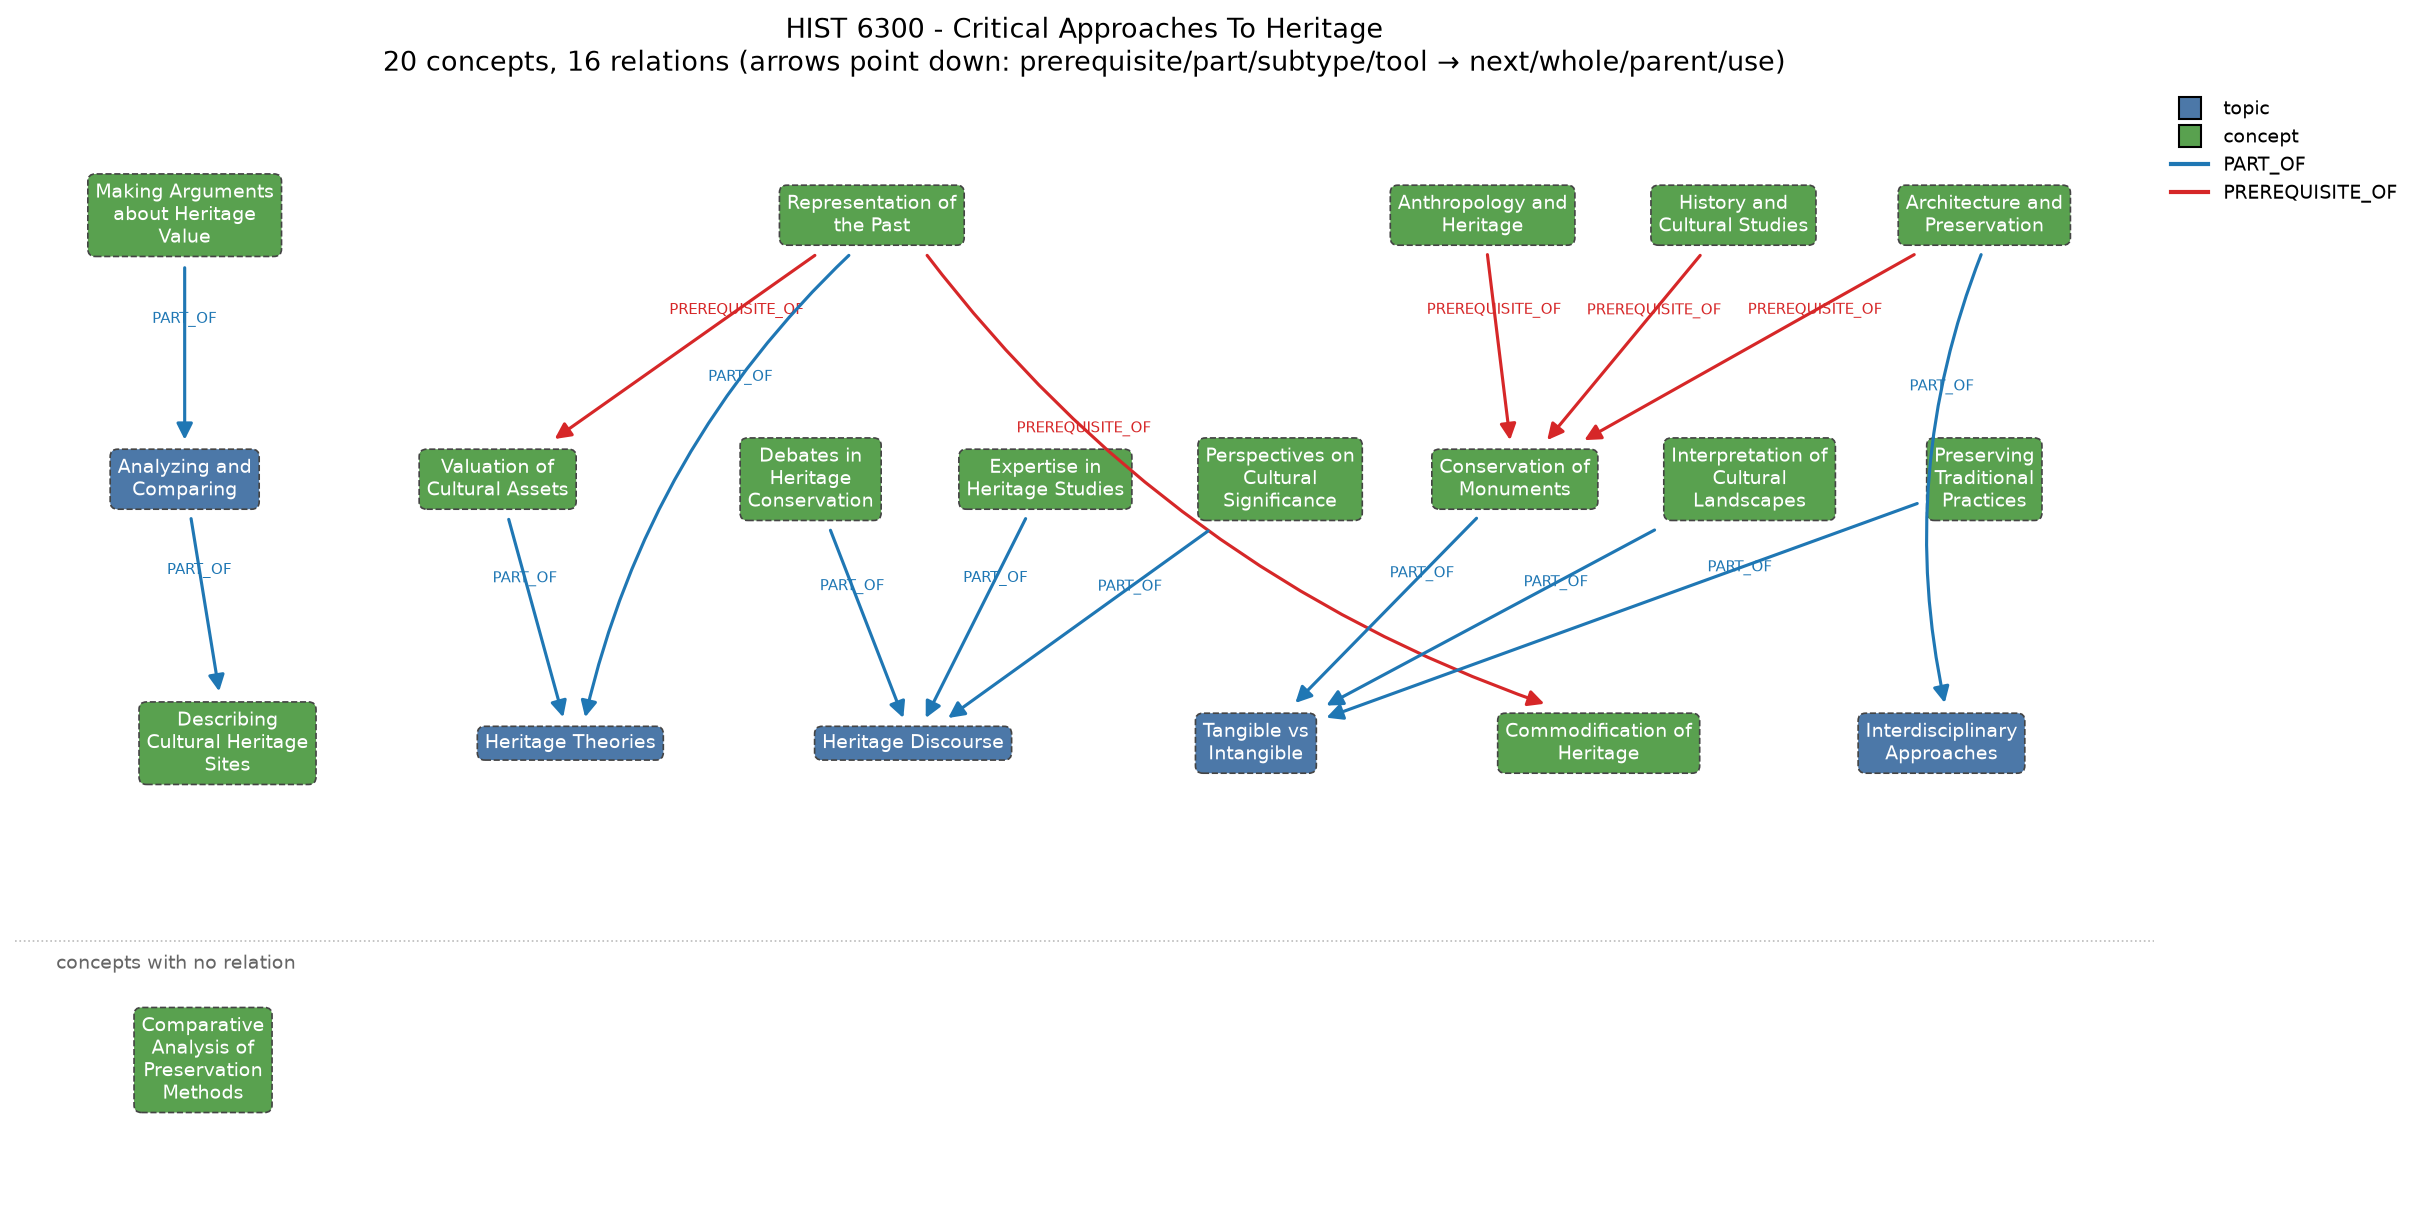 HIST 6300 - Critical Approaches To Heritage
20 concepts, 16 relations (arrows point down: prerequisite/part/subtype/tool → next/whole/parent/use)
topic
concept
PART_OF
PREREQUISITE_OF
Making Arguments
about Heritage
Value
Representation of
the Past
Anthropology and
Heritage
History and
Cultural Studies
Architecture and
Preservation
PART_OF
PREREQUISITE_OF
PREREQUISITE_OF
PREREQUISITE_OF
PREREQUISITE_OF
PART_OF
PART_OF
PREREQUISITE_OF
Analyzing and
Comparing
Valuation of
Cultural Assets
Debates in
Heritage
Conservation
Expertise in
Heritage Studies
Perspectives on
Cultural
Significance
Conservation of
Monuments
Interpretation of
Cultural
Landscapes
Preserving
Traditional
Practices
PART_OF
PART_OF
PART_OF
PART_OF
PART_OF
PART_OF
PART_OF
PART_OF
Describing
Cultural Heritage
Sites
Heritage Theories
Heritage Discourse
Tangible vs
Intangible
Commodification of
Heritage
Interdisciplinary
Approaches
concepts with no relation
Comparative
Analysis of
Preservation
Methods